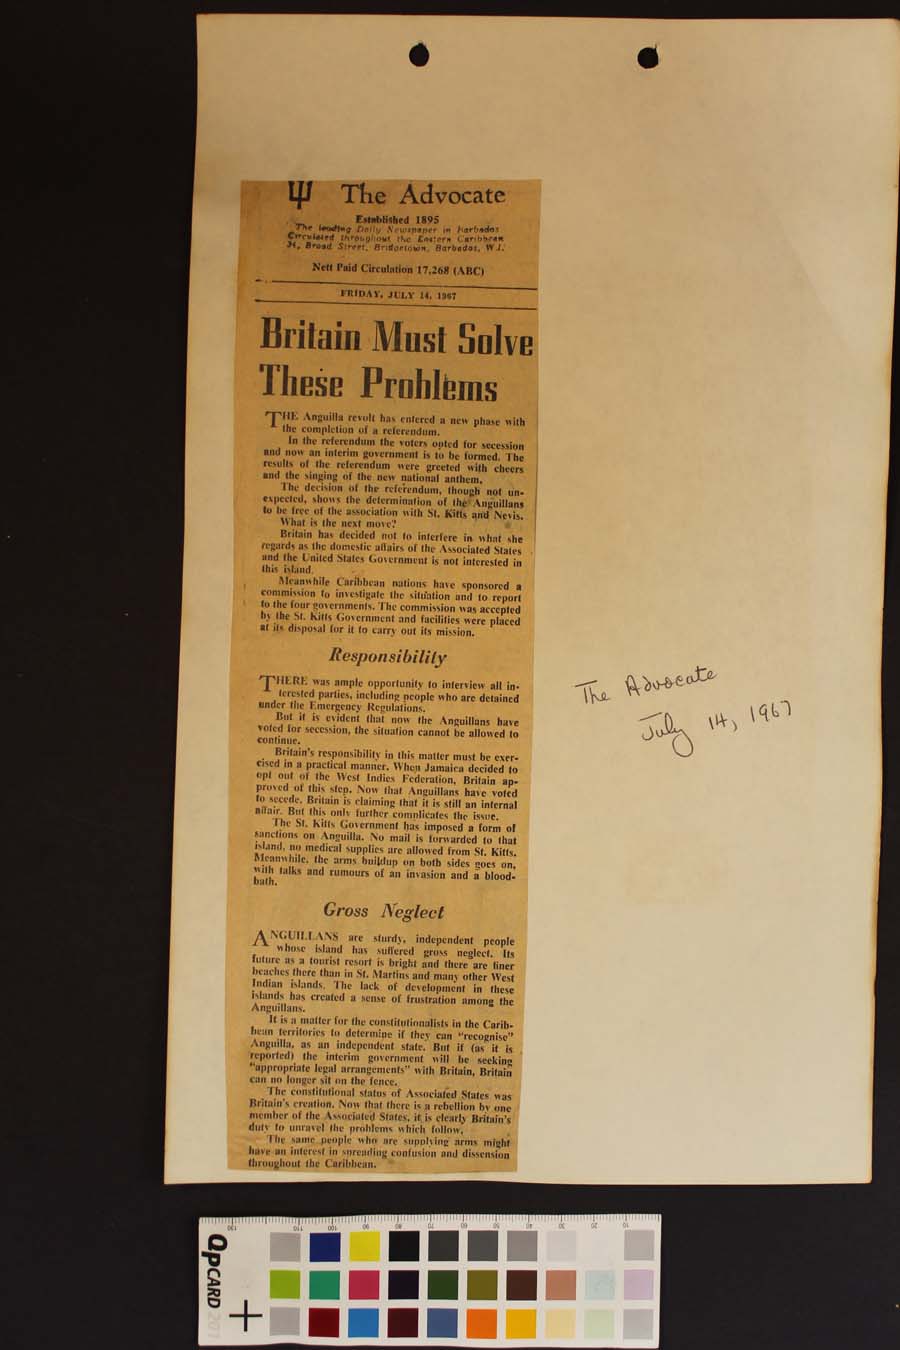 The Advocate
Established 1895
The leading Daily Newspaper in Barbados
Circulated throughout the Eastern Caribbean
34, Broad Street, Bridgetown, Barbados, W.I.
Nett Paid Circulation 17,268 (ABC)
FRIDAY, JULY 14, 1967
Britain Must Solve
These Problems
THE Anguilla revolt has entered a new phase with
the completion of a referendum.
In the referendum the voters opted for secession
and now an interim government is to be formed. The
results of the referendum were greeted with cheers
and the singing of the new national anthem.
The decision of the referendum, though not un-
expected, shows the determination of the Anguillans
to be free of the association with St. Kitts and Nevis.
What is the next move?
Britain has decided not to interfere in what she
regards as the domestic affairs of the Associated States
and the United States Government is not interested in
this island.
Meanwhile Caribbean nations have sponsored a
commission to investigate the situation and to report
to the four governments. The commission was accepted
by the St. Kitts Government and facilities were placed
at its disposal for it to carry out its mission.
Responsibility
THERE was ample opportunity to interview all in-
terested parties, including people who are detained
under the Emergency Regulations.
But it is evident that now the Anguillans have
voted for secession, the situation cannot be allowed to
continue.
Britain's responsibility in this matter must be exer-
cised in a practical manner. When Jamaica decided to
opt out of the West Indies Federation, Britain ap-
proved of this step. Now that Anguillans have voted
to secede, Britain is claiming that it is still an internal
affair. But this only further complicates the issue.
The St. Kitts Government has imposed a form of
sanctions on Anguilla. No mail is forwarded to that
island, no medical supplies are allowed from St. Kitts.
Meanwhile, the arms buildup on both sides goes on,
with talks and rumours of an invasion and a blood-
bath.
Gross Neglect
ANGUILLANS are sturdy, independent people
whose island has suffered gross neglect. Its
future as a tourist resort is bright and there are finer
beaches there than in St. Martins and many other West
Indian islands. The lack of development in these
islands has created a sense of frustration among the
Anguillans.
It is a matter for the constitutionalists in the Carib-
bean territories to determine if they can "recognise"
Anguilla, as an independent state. But if (as it is
reported) the interim government will be seeking
"appropriate legal arrangements" with Britain, Britain
can no longer sit on the fence.
The constitutional status of Associated States was
Britain's creation. Now that there is a rebellion by one
member of the Associated States, it is clearly Britain's
duty to unravel the problems which follow.
The same people who are supplying arms might
have an interest in spreading confusion and dissension
throughout the Caribbean.
The Advocate
July 14, 1967
130 110 100 90 80 70 60 50 40 30 20 10
QPCARD 201